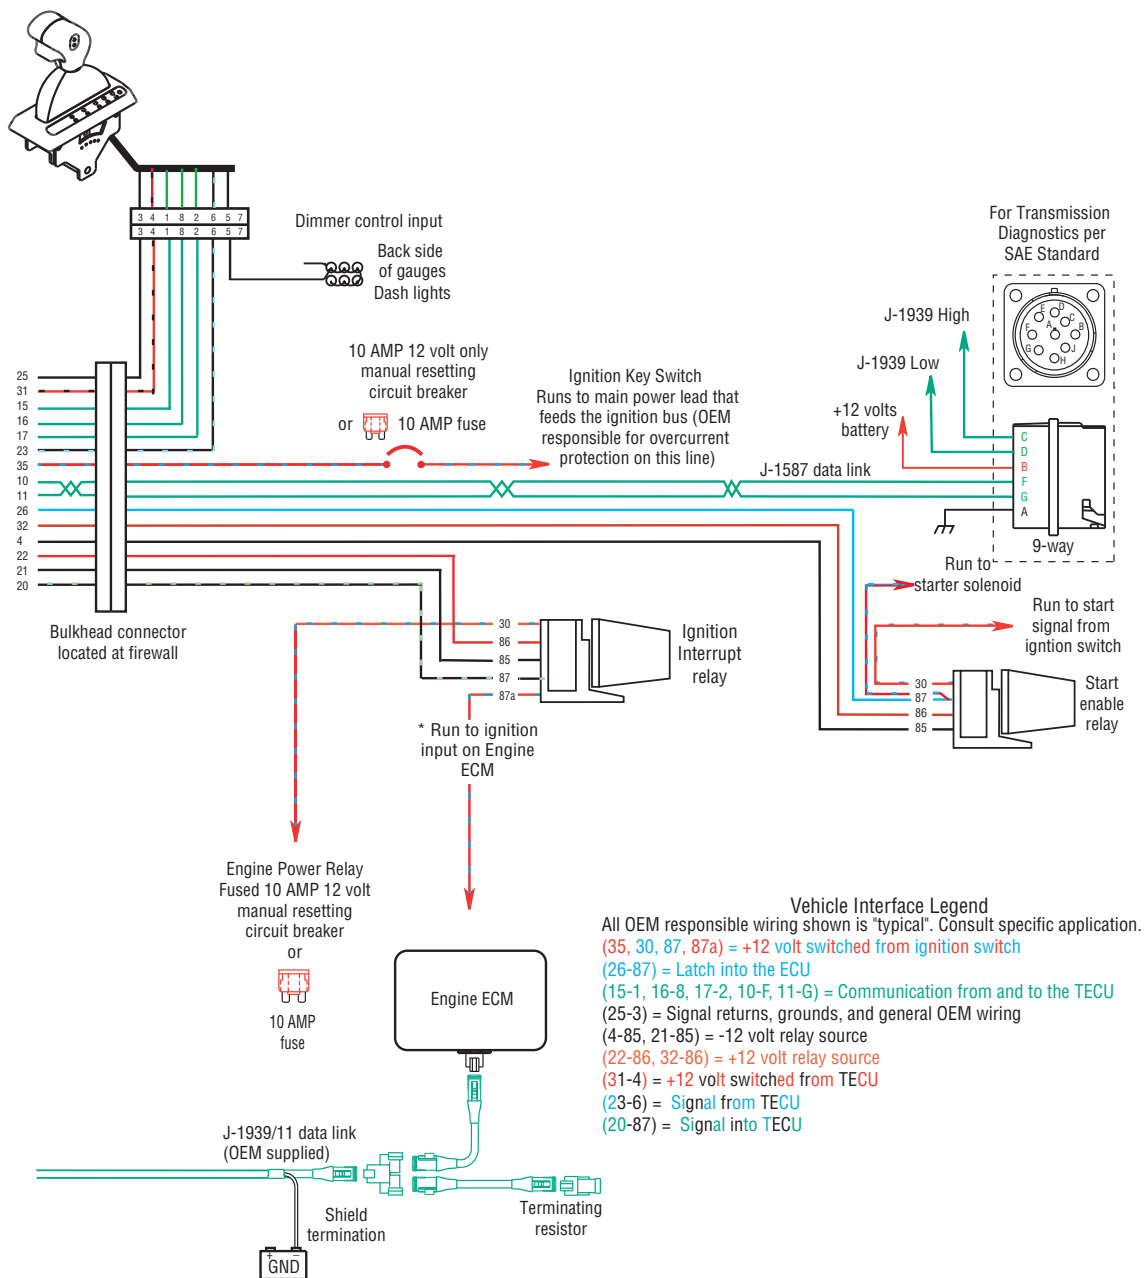 3 4 1 8 2 6 5 7
3 4 1 8 2 6 5 7
Dimmer control input
Back side
of gauges
Dash lights
For Transmission
Diagnostics per
SAE Standard
E D C F A B G J H
J-1939 High
J-1939 Low
+12 volts
battery
C
D
B
F
G
A
9-way
10 AMP 12 volt only
manual resetting
circuit breaker
or
10 AMP fuse
Ignition Key Switch
Runs to main power lead that
feeds the ignition bus (OEM
responsible for overcurrent
protection on this line)
J-1587 data link
25
31
15
16
17
23
35
10
11
26
32
4
22
21
20
Bulkhead connector
located at firewall
30
86
85
87
87a
Ignition
Interrupt
relay
* Run to ignition
input on Engine
ECM
Run to
starter solenoid
Run to start
signal from
igntion switch
30
87
86
85
Start
enable
relay
Engine Power Relay
Fused 10 AMP 12 volt
manual resetting
circuit breaker
or
10 AMP
fuse
Engine ECM
Vehicle Interface Legend
All OEM responsible wiring shown is "typical". Consult specific application.
(35, 30, 87, 87a) = +12 volt switched from ignition switch
(26-87) = Latch into the ECU
(15-1, 16-8, 17-2, 10-F, 11-G) = Communication from and to the TECU
(25-3) = Signal returns, grounds, and general OEM wiring
(4-85, 21-85) = -12 volt relay source
(22-86, 32-86) = +12 volt relay source
(31-4) = +12 volt switched from TECU
(23-6) = Signal from TECU
(20-87) = Signal into TECU
J-1939/11 data link
(OEM supplied)
Shield
termination
Terminating
resistor
+ −
GND